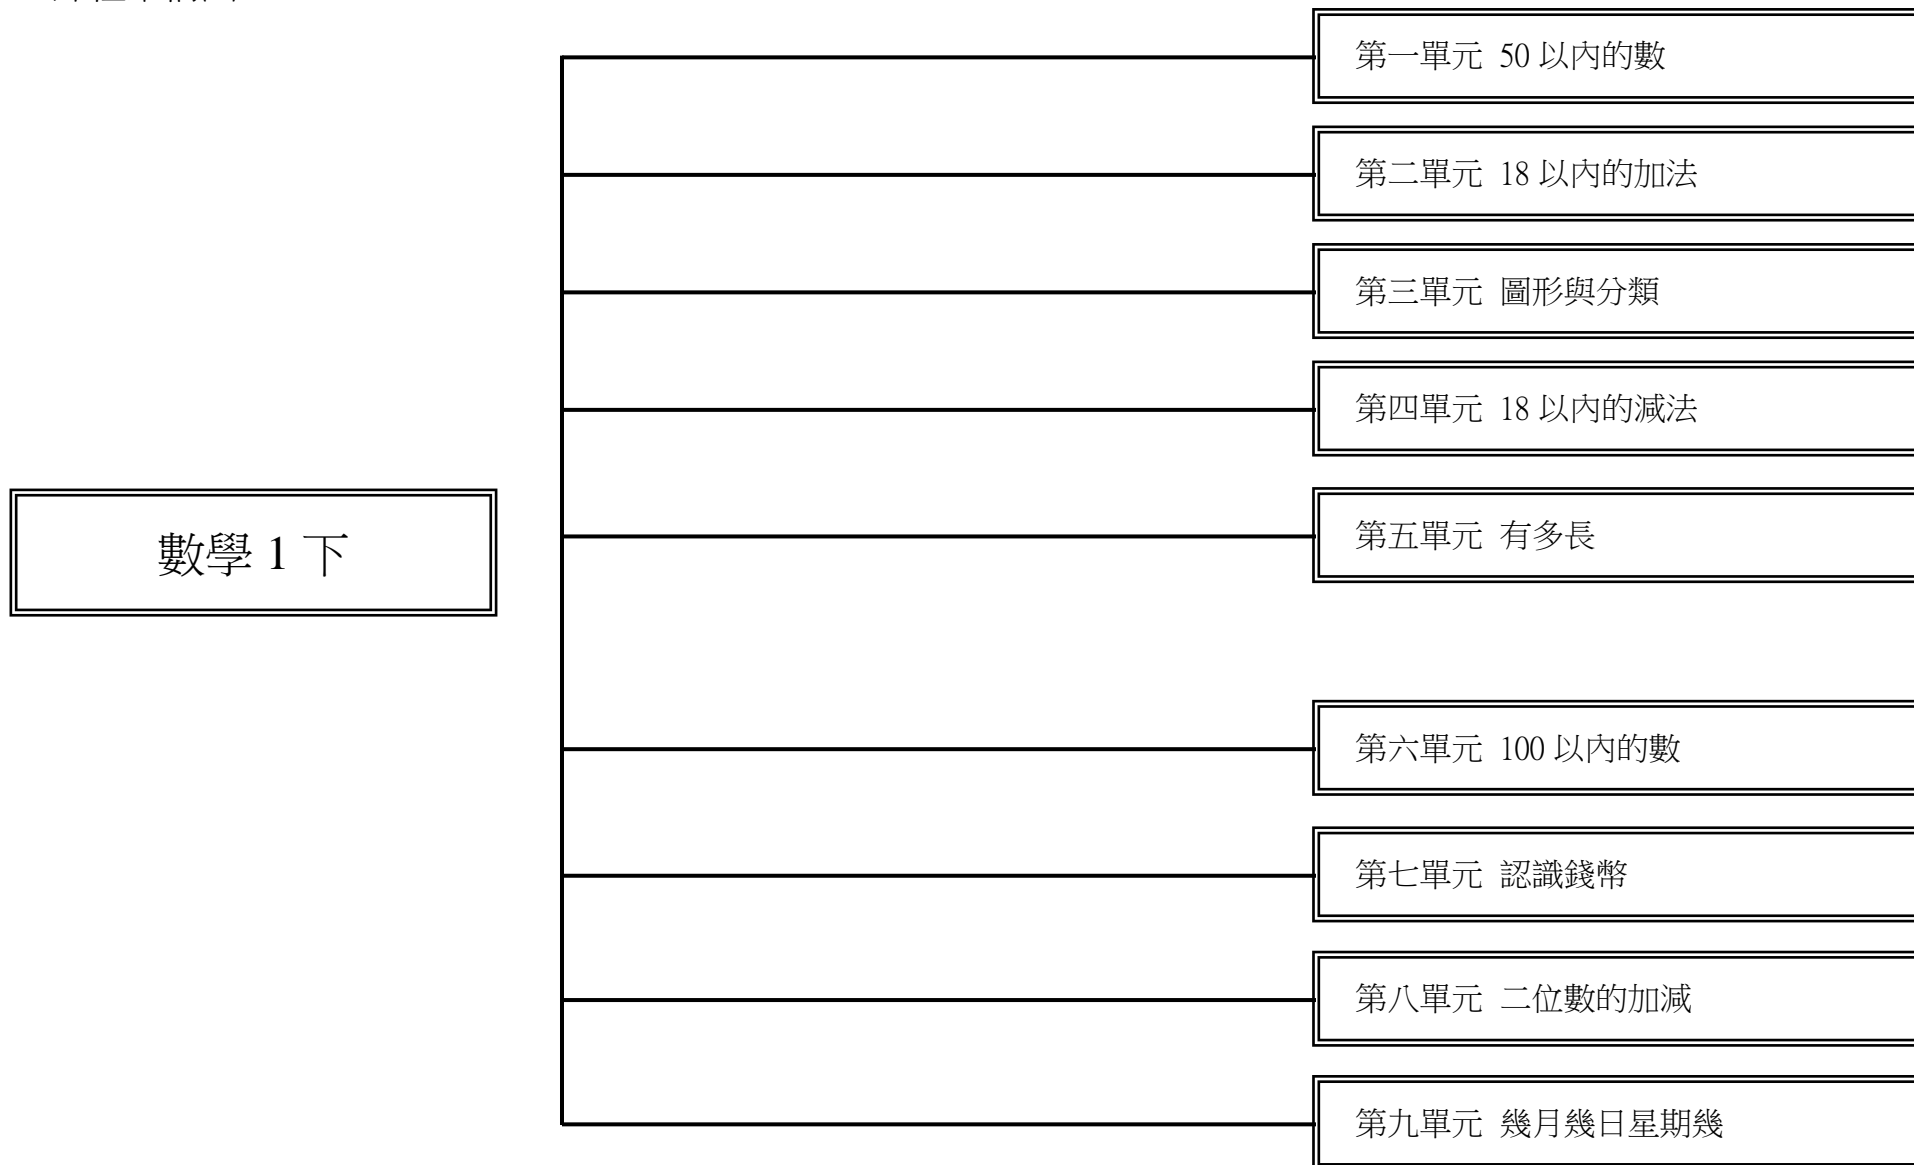 第一單元 50 以內的數
第二單元 18 以內的加法
第三單元 圖形與分類
第四單元 18 以內的減法
數學 1 下
第五單元 有多長
第六單元 100 以內的數
第七單元 認識錢幣
第八單元 二位數的加減
第九單元 幾月幾日星期幾